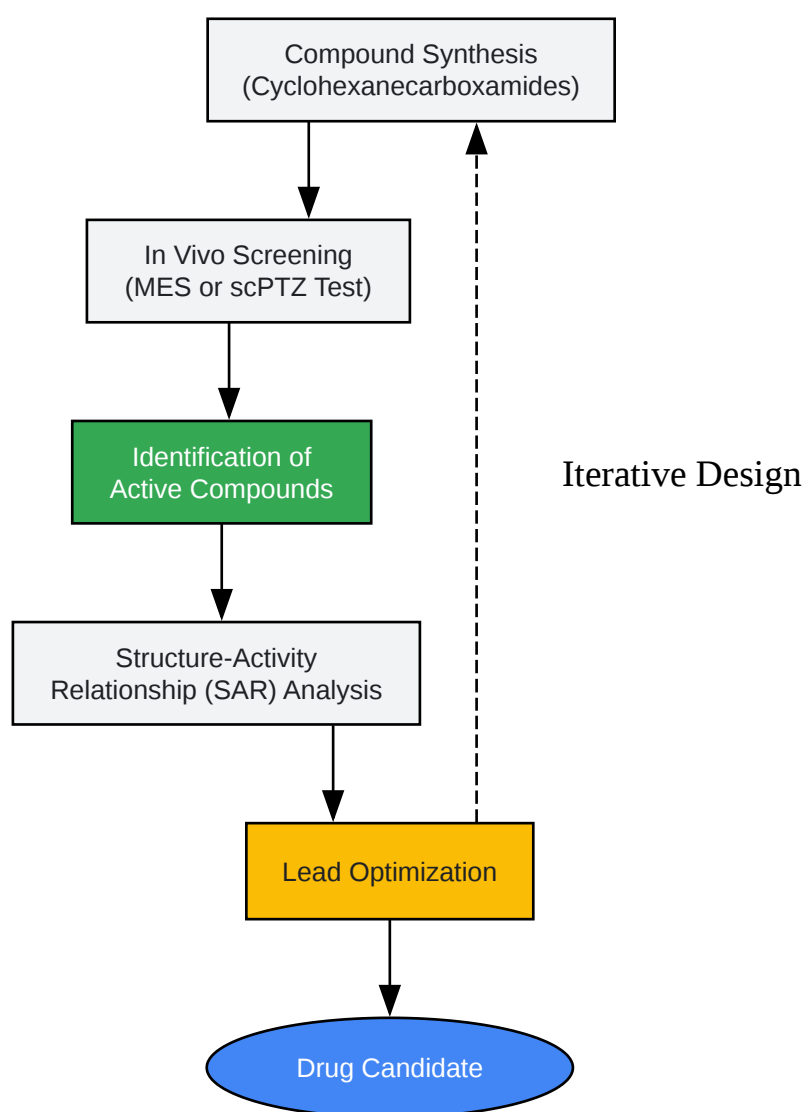 Compound Synthesis
(Cyclohexanecarboxamides)
In Vivo Screening
(MES or scPTZ Test)
Identification of
Active Compounds
Iterative Design
Structure-Activity
Relationship (SAR) Analysis
Lead Optimization
Drug Candidate